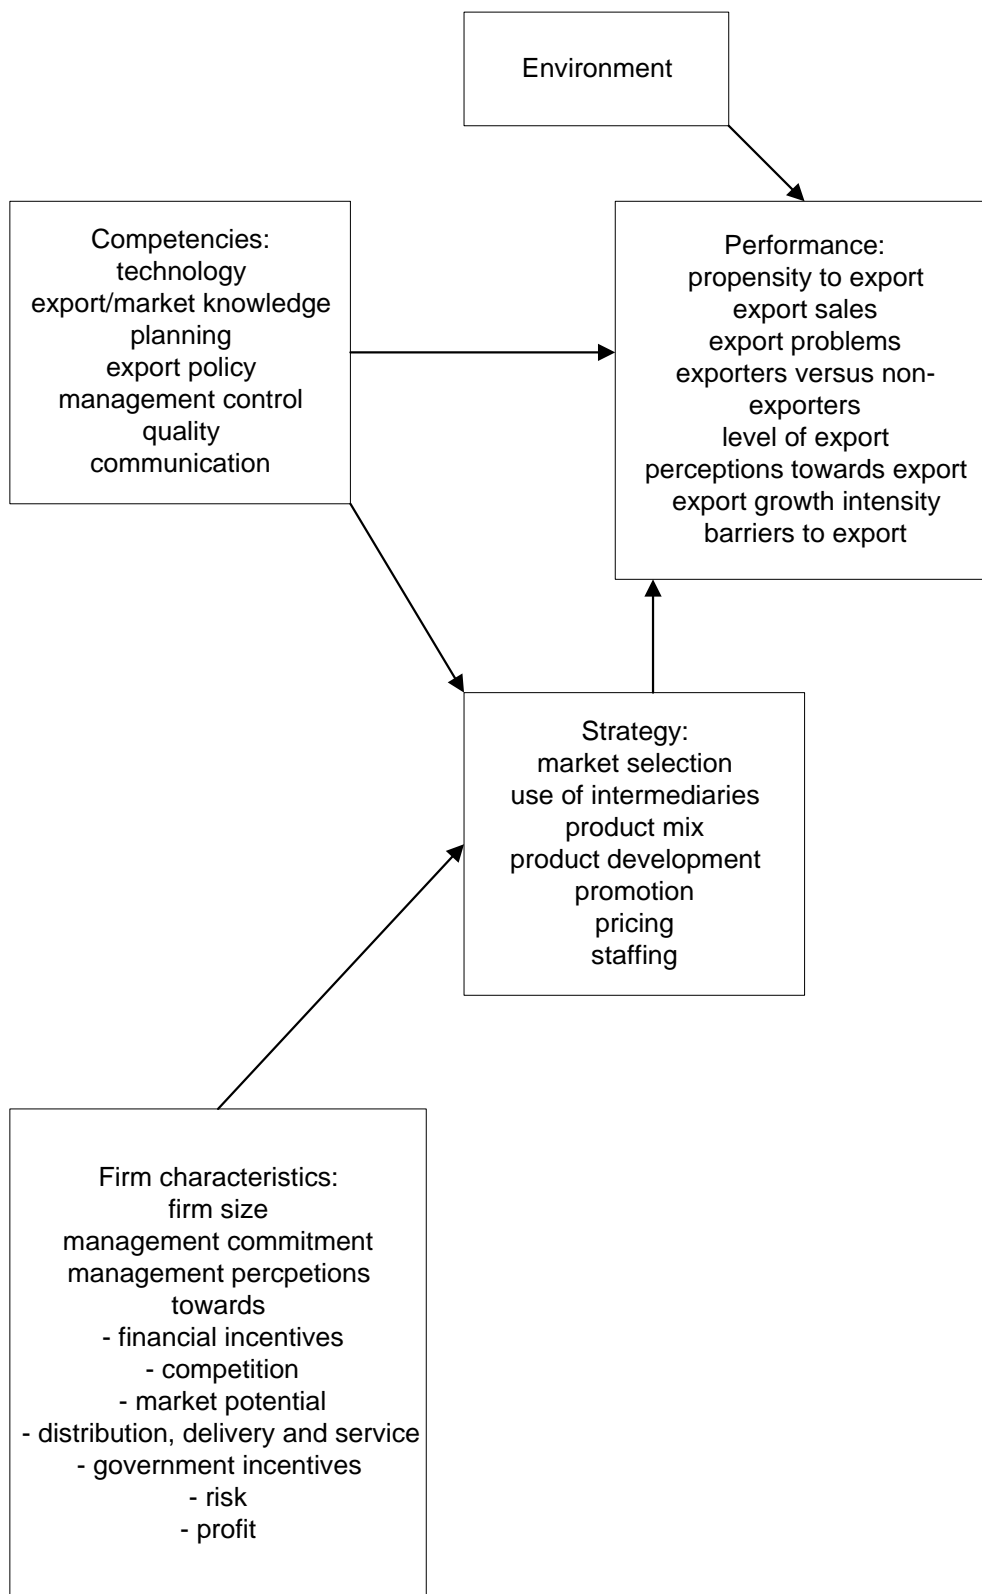 Environment
Competencies:
technology
export/market knowledge
planning
export policy
management control
quality
communication
Performance:
propensity to export
export sales
export problems
exporters versus non-
exporters
level of export
perceptions towards export
export growth intensity
barriers to export
Strategy:
market selection
use of intermediaries
product mix
product development
promotion
pricing
staffing
Firm characteristics:
firm size
management commitment
management percpetions
towards
- financial incentives
- competition
- market potential
- distribution, delivery and service
- government incentives
- risk
- profit